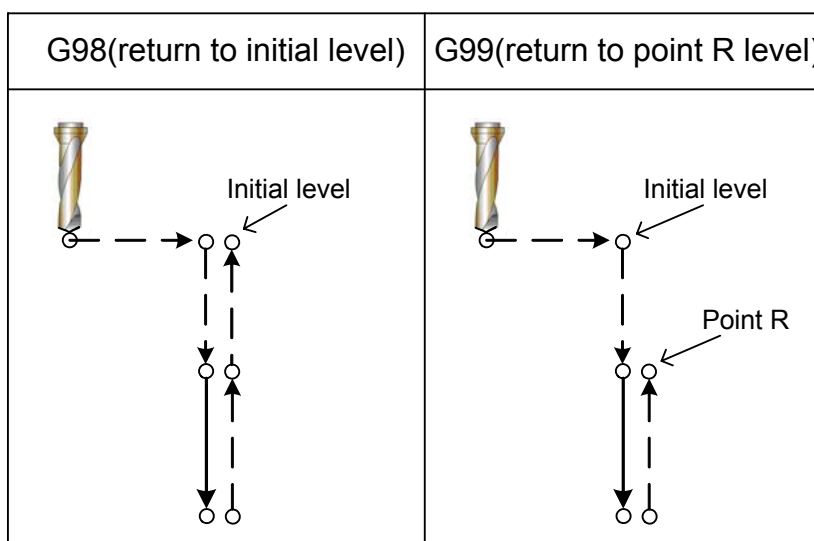 G98(return to initial level)
G99(return to point R level)
Initial level
Initial level
Point R